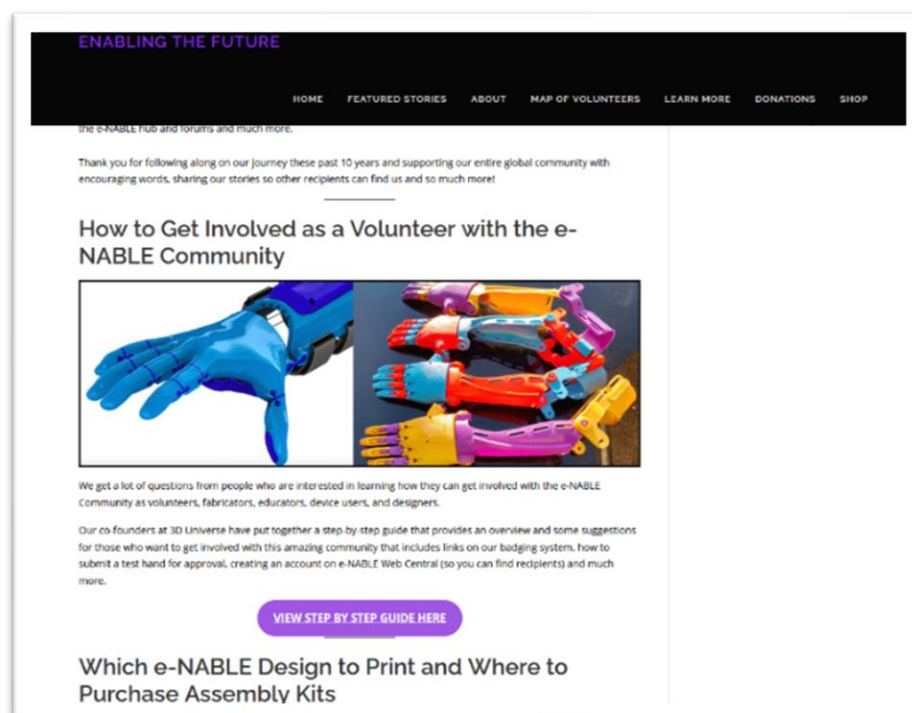 ENABLING THE FUTURE
HOME FEATURED STORIES ABOUT MAP OF VOLUNTEERS LEARN MORE DONATIONS SHOP
the e-NABLE hub and forums and much more.
Thank you for following along on our journey these past 10 years and supporting our entire global community with
encouraging words, sharing our stories so other recipients can find us and so much more!
How to Get Involved as a Volunteer with the e-
NABLE Community
We get a lot of questions from people who are interested in learning how they can get involved with the e-NABLE
Community as volunteers, fabricators, educators, device users, and designers.
Our co-founders at 3D Universe have put together a step-by-step guide that provides an overview and some suggestions
for those who want to get involved with this amazing community that includes links on our badging system, how to
submit a test hand for approval, creating an account on e-NABLE Web Central (so you can find recipients) and much
more.
VIEW STEP BY STEP GUIDE HERE
Which e-NABLE Design to Print and Where to
Purchase Assembly Kits